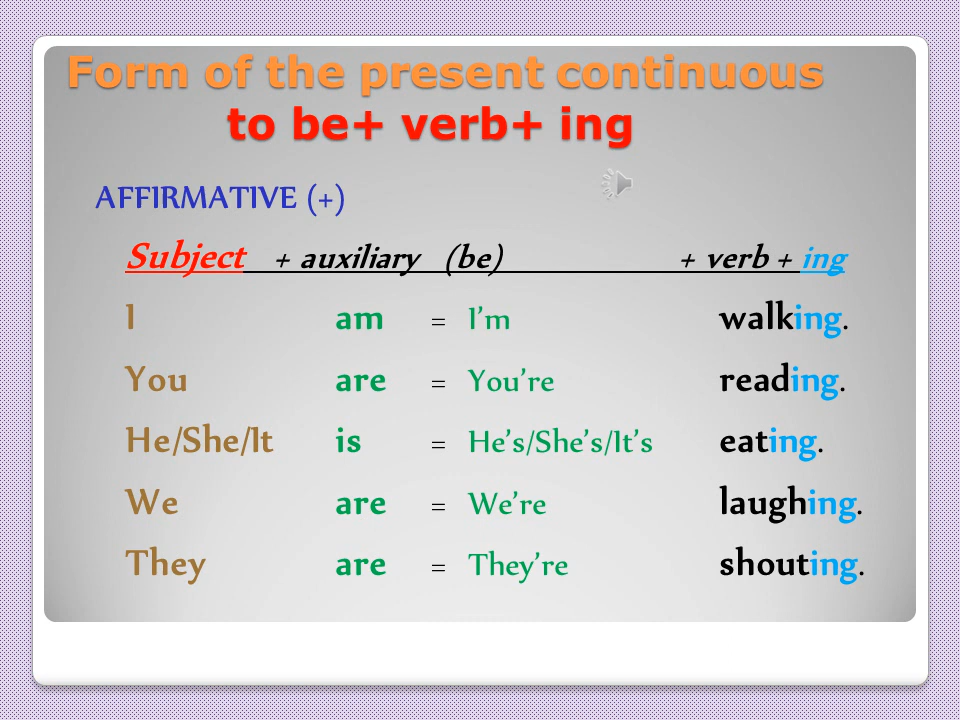 Form of the present continuous
to be+ verb+ ing
AFFIRMATIVE (+)
Subject + auxiliary (be) + verb + ing
I am = I’m walking.
You are = You’re reading.
He/She/It is = He’s/She’s/It’s eating.
We are = We’re laughing.
They are = They’re shouting.